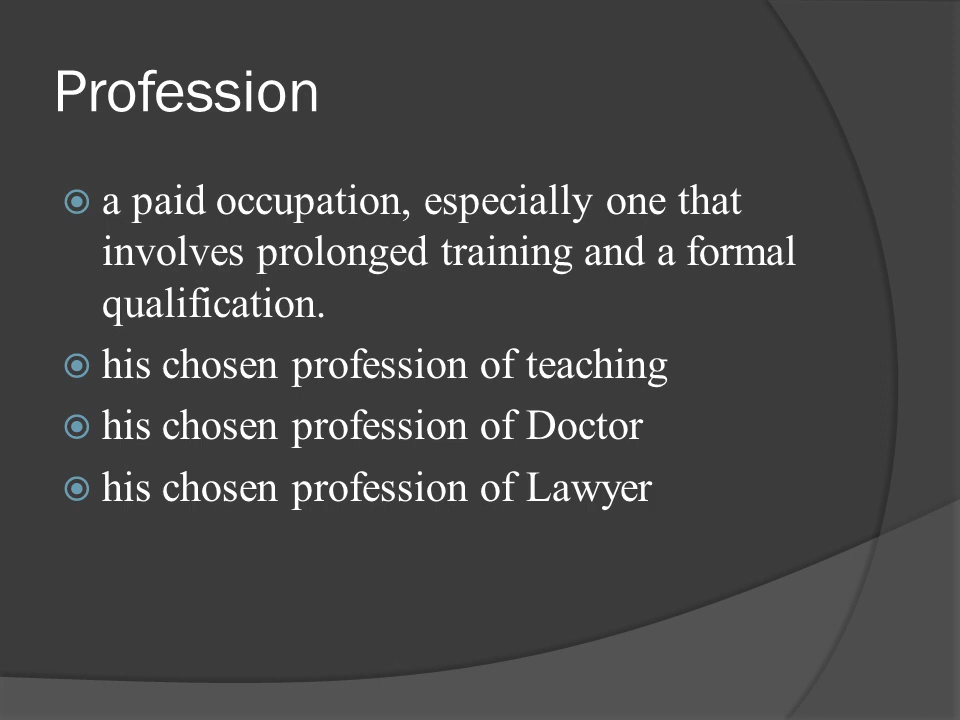 Profession
a paid occupation, especially one that
involves prolonged training and a formal
qualification.
his chosen profession of teaching
his chosen profession of Doctor
his chosen profession of Lawyer